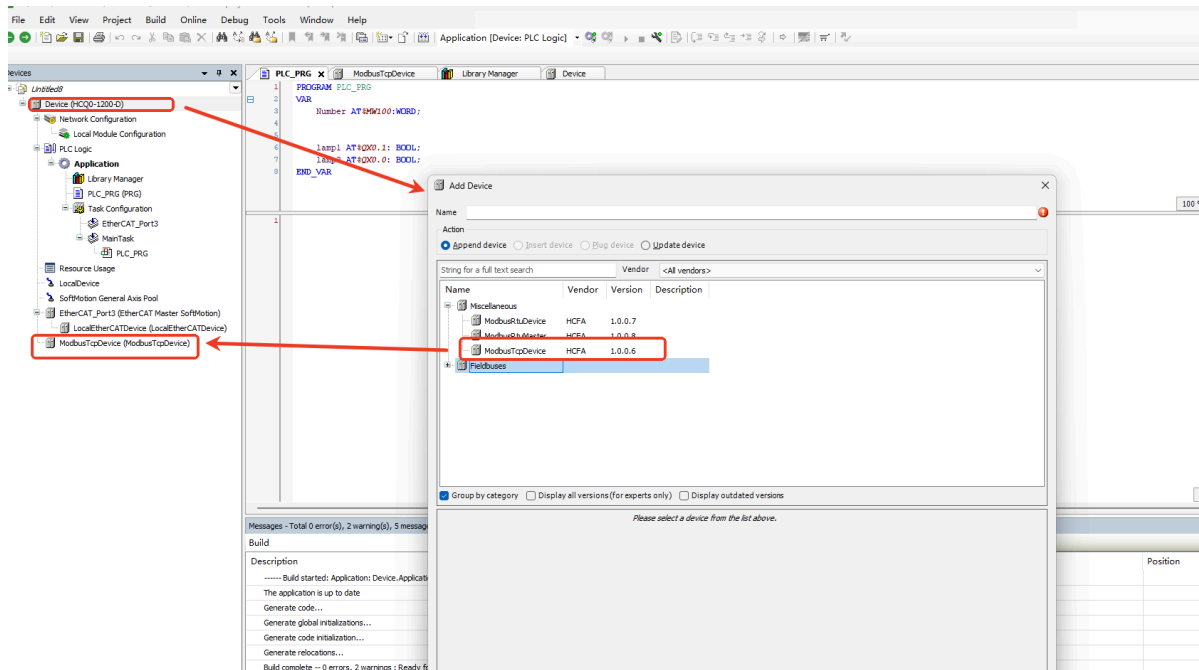 File Edit View Project Build Online Debug Tools Window Help
Application [Device: PLC Logic]
Devices
Untitled8
Device (HCQ0-1200-D)
Network Configuration
Local Module Configuration
PLC Logic
Application
Library Manager
PLC_PRG (PRG)
Task Configuration
EtherCAT_Port3
MainTask
PLC_PRG
Resource Usage
LocalDevice
SoftMotion General Axis Pool
EtherCAT_Port3 (EtherCAT Master SoftMotion)
LocalEtherCATDevice (LocalEtherCATDevice)
ModbusTcpDevice (ModbusTcpDevice)
PLC_PRG X ModbusTcpDevice Library Manager Device
1 PROGRAM PLC_PRG
2 VAR
3 Number AT%MW100:WORD;
4
5
6 lamp1 AT%QX0.1: BOOL;
7 lamp2 AT%QX0.0: BOOL;
8 END_VAR
100 %
1
Add Device
Name
Action
Append device Insert device Plug device Update device
String for a full text search Vendor <All vendors>
Name Vendor Version Description
Miscellaneous
ModbusRtuDevice HCFA 1.0.0.7
ModbusRtuMaster HCFA 1.0.0.8
ModbusTcpDevice HCFA 1.0.0.6
Fieldbuses
Group by category Display all versions (for experts only) Display outdated versions
Please select a device from the list above.
Messages - Total 0 error(s), 2 warning(s), 5 message
Build
Description Position
------ Build started: Application: Device.Applicati
The application is up to date
Generate code...
Generate global initializations...
Generate code initialization...
Generate relocations...
Build complete -- 0 errors, 2 warnings : Ready fo